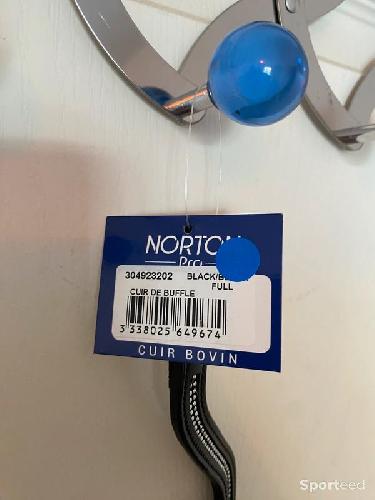 NORTON
Pro
304923202 BLACK/B
FULL
CUIR DE BUFFLE
3 338025 649674
CUIR BOVIN
Sporteed